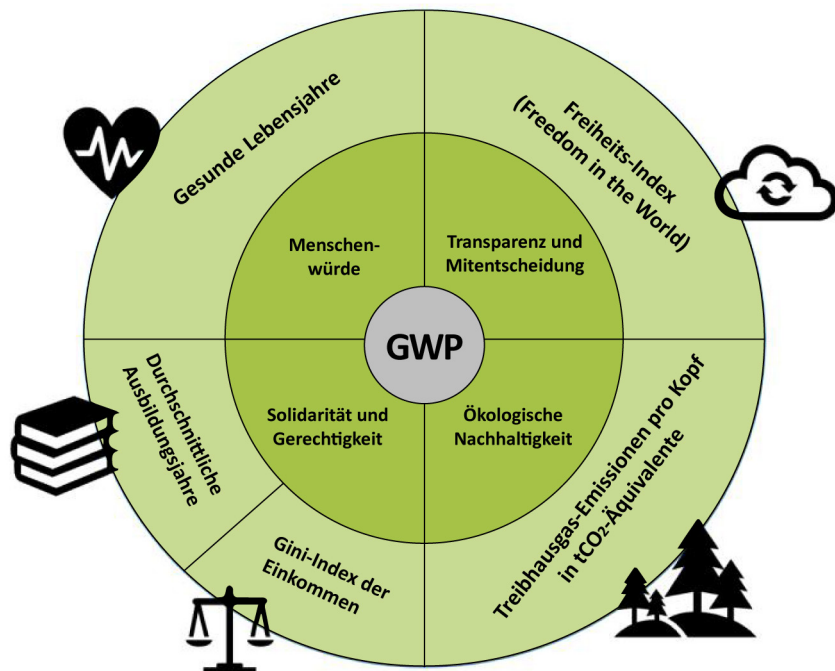 Gesunde Lebensjahre
Freiheits-Index
(Freedom in the World)
Menschen-
würde
Transparenz und
Mitentscheidung
GWP
Solidarität und
Gerechtigkeit
Ökologische
Nachhaltigkeit
Durchschnittliche
Ausbildungsjahre
Gini-Index der
Einkommen
Treibhausgas-Emissionen pro Kopf
in tCO₂-Äquivalente